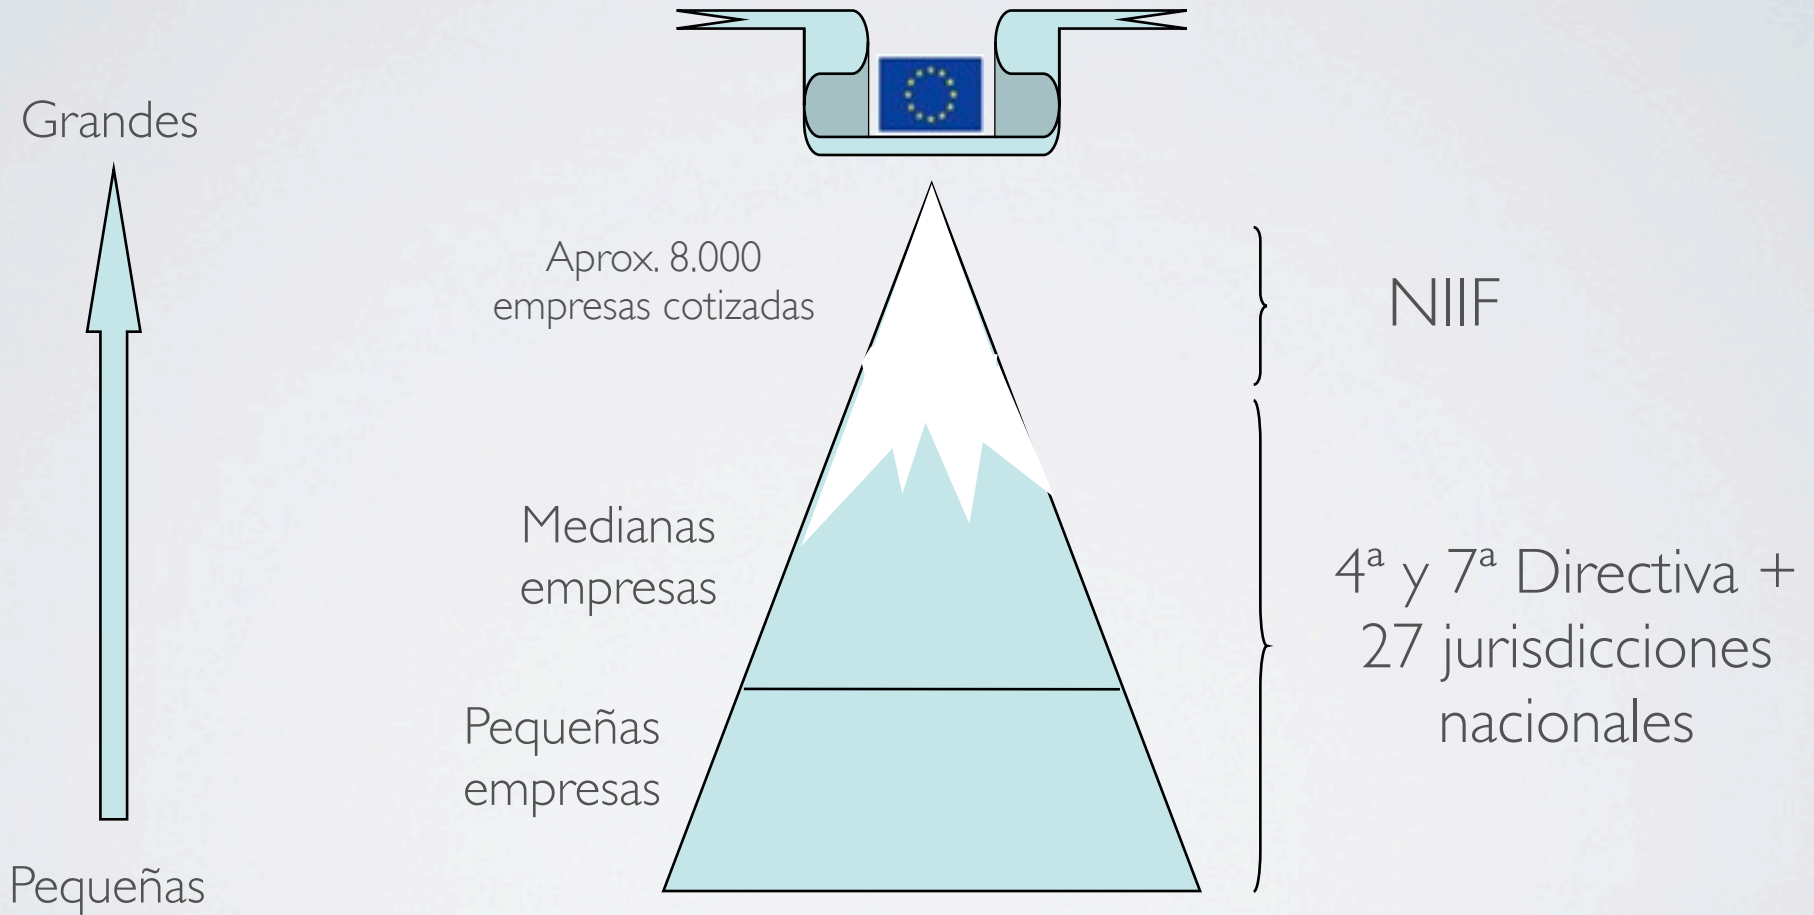 Grandes
Aprox. 8.000
empresas cotizadas
NIIF
Medianas
empresas
4ª y 7ª Directiva +
27 jurisdicciones
nacionales
Pequeñas
empresas
Pequeñas